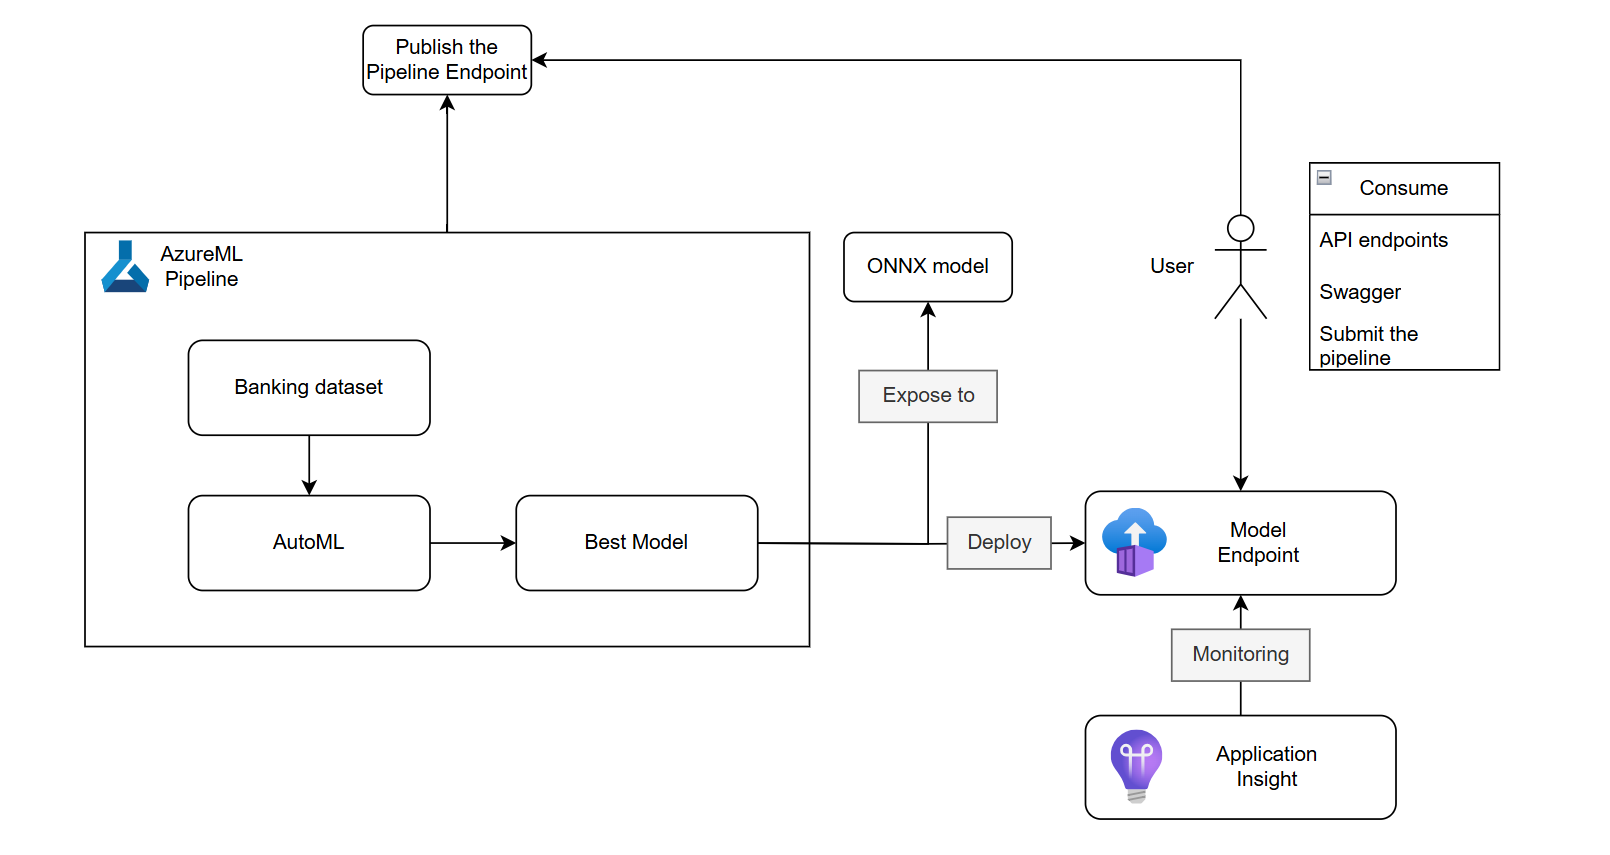 Publish the
Pipeline Endpoint
AzureML
Pipeline
Banking dataset
AutoML
Best Model
ONNX model
Expose to
Deploy
User
Consume
API endpoints
Swagger
Submit the
pipeline
Model
Endpoint
Monitoring
Application
Insight